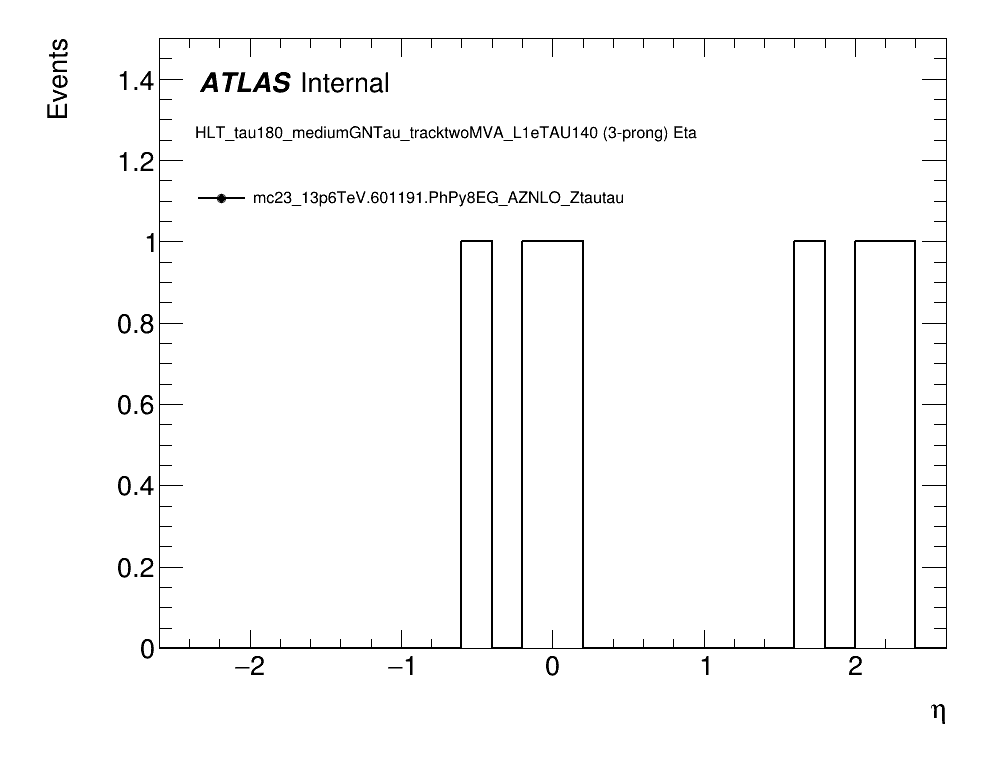 Events
ATLAS Internal
HLT_tau180_mediumGNTau_tracktwoMVA_L1eTAU140 (3-prong) Eta
mc23_13p6TeV.601191.PhPy8EG_AZNLO_Ztautau
1.4
1.2
1
0.8
0.6
0.4
0.2
0
−2 −1 0 1 2
η